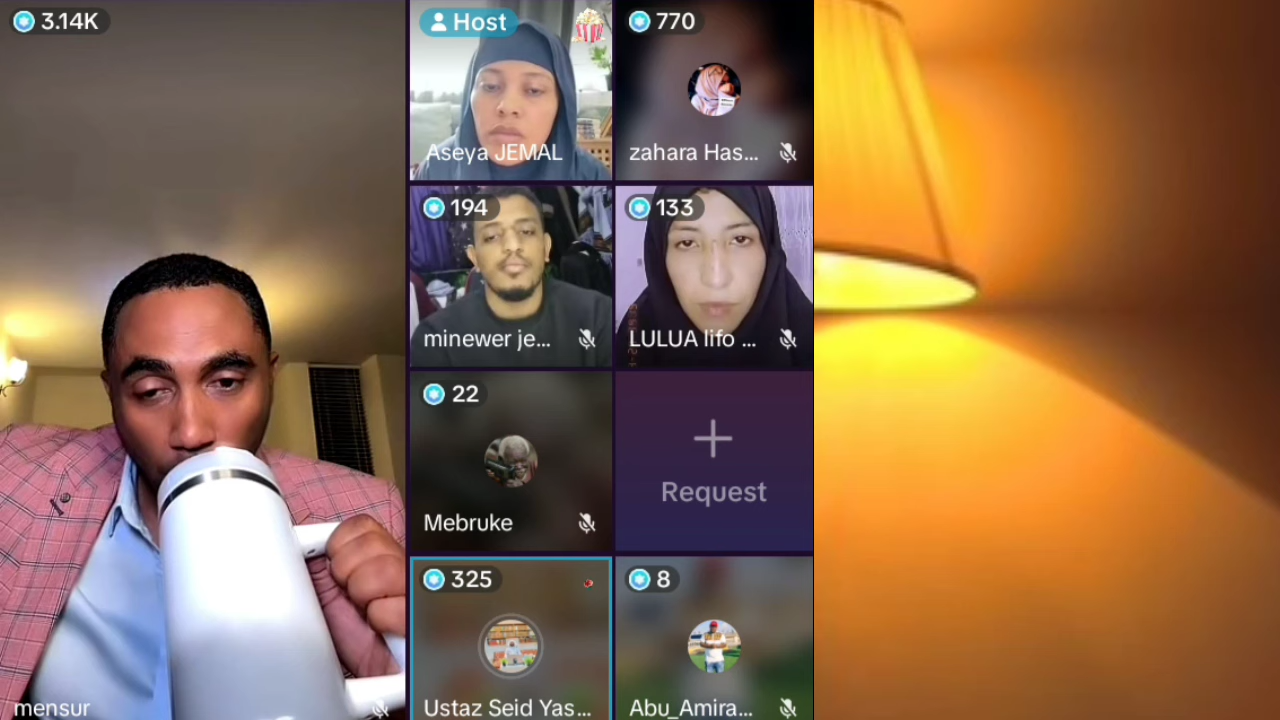 3.14K
mensur
Host
Aseya JEMAL
770
zahara Has...
194
minewer je...
133
LULUA lifo ...
22
Mebruke
Request
325
Ustaz Seid Yas...
8
Abu_Amira...